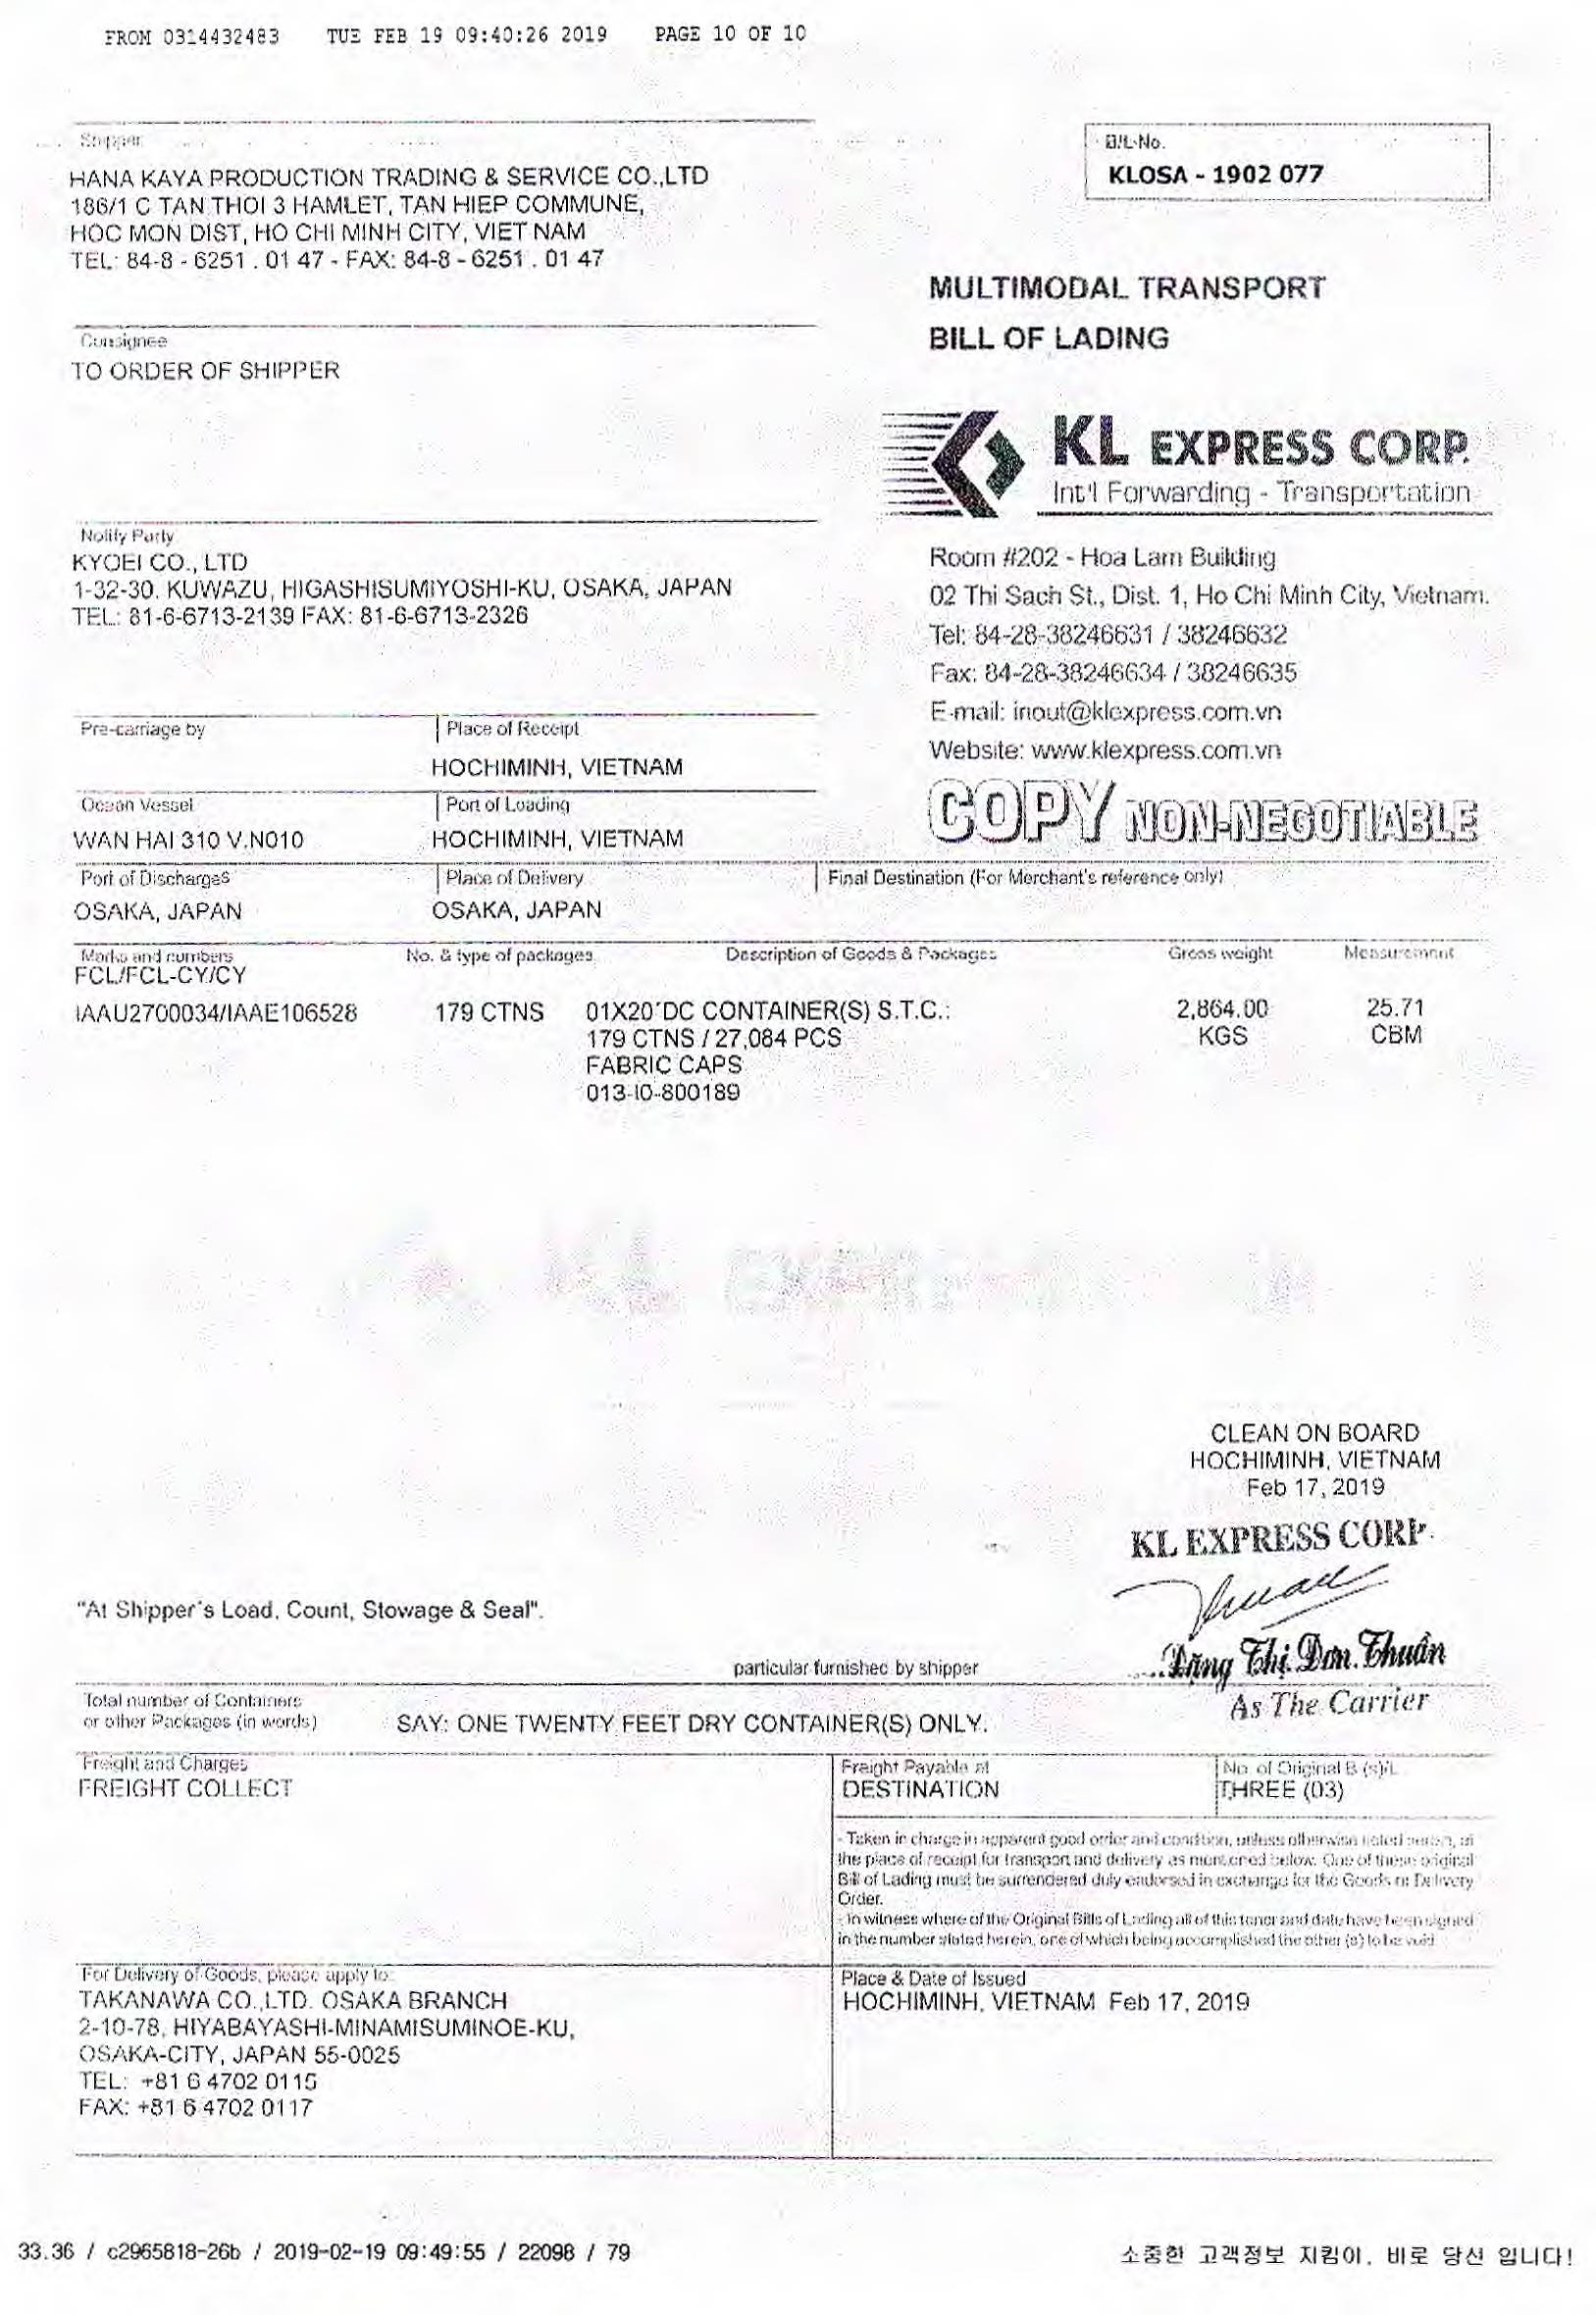 FROM 0314432483 TUE FEB 19 09:40:26 2019 PAGE 10 OF 10
Shipper
HANA KAYA PRODUCTION TRADING & SERVICE CO.,LTD
186/1 C TAN THOI 3 HAMLET, TAN HIEP COMMUNE,
HOC MON DIST, HO CHI MINH CITY, VIET NAM
TEL: 84-8 - 6251 . 01 47 - FAX: 84-8 - 6251 . 01 47
B/L No.
KLOSA - 1902 077
MULTIMODAL TRANSPORT
BILL OF LADING
Consignee
TO ORDER OF SHIPPER
KL EXPRESS CORP.
Int'l Forwarding - Transportation
Notify Party
KYOEI CO., LTD
1-32-30. KUWAZU, HIGASHISUMIYOSHI-KU, OSAKA, JAPAN
TEL: 81-6-6713-2139 FAX: 81-6-6713-2326
Room #202 - Hoa Lam Building
02 Thi Sach St., Dist. 1, Ho Chi Minh City, Vietnam.
Tel: 84-28-38246631 / 38246632
Fax: 84-28-38246634 / 38246635
E-mail: inout@klexpress.com.vn
Website: www.klexpress.com.vn
COPY NON-NEGOTIABLE
Pre-carriage by Place of Receipt
HOCHIMINH, VIETNAM
Ocean Vessel Port of Loading
WAN HAI 310 V.N010 HOCHIMINH, VIETNAM
Port of Discharges Place of Delivery Final Destination (For Merchant's reference only)
OSAKA, JAPAN OSAKA, JAPAN
Marks and numbers No. & type of packages Description of Goods & Packages Gross weight Measurement
FCL/FCL-CY/CY
IAAU2700034/IAAE106528 179 CTNS 01X20'DC CONTAINER(S) S.T.C.: 2,864.00 25.71
179 CTNS / 27,084 PCS KGS CBM
FABRIC CAPS
013-I0-800189
KL EXPRESS
CLEAN ON BOARD
HOCHIMINH, VIETNAM
Feb 17, 2019
KL EXPRESS CORP.
"At Shipper's Load, Count, Stowage & Seal".
Đặng Thị Đơn Thuần
particular furnished by shipper
As The Carrier
Total number of Containers
or other Packages (in words) SAY: ONE TWENTY FEET DRY CONTAINER(S) ONLY.
Freight and Charges Freight Payable at No. of Original B (s)/L
FREIGHT COLLECT DESTINATION THREE (03)
- Taken in charge in apparent good order and condition, unless otherwise listed herein, at
the place of receipt for transport and delivery as mentioned below. One of these original
Bill of Lading must be surrendered duly endorsed in exchange for the Goods or Delivery
Order.
- In witness where of the Original Bills of Lading all of this tenor and date have been signed
in the number stated herein, one of which being accomplished the other (s) to be void.
For Delivery of Goods, please apply to: Place & Date of Issued
TAKANAWA CO.,LTD. OSAKA BRANCH HOCHIMINH, VIETNAM Feb 17, 2019
2-10-78, HIYABAYASHI-MINAMISUMINOE-KU,
OSAKA-CITY, JAPAN 55-0025
TEL: +81 6 4702 0115
FAX: +81 6 4702 0117
33.36 / c2965818-26b / 2019-02-19 09:49:55 / 22098 / 79 소중한 고객정보 지킴이, 바로 당신 입니다!